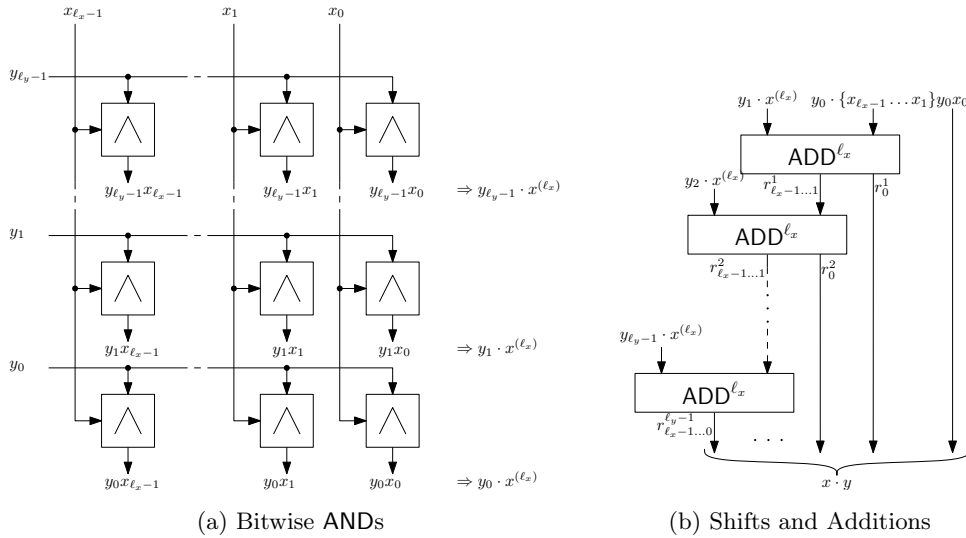 x_{ℓ_x−1} x_1 x_0
y_{ℓ_y−1}
∧ ∧ ∧
y_{ℓ_y−1}x_{ℓ_x−1} y_{ℓ_y−1}x_1 y_{ℓ_y−1}x_0 ⇒ y_{ℓ_y−1} · x^{(ℓ_x)}
y_1
∧ ∧ ∧
y_1x_{ℓ_x−1} y_1x_1 y_1x_0 ⇒ y_1 · x^{(ℓ_x)}
y_0
∧ ∧ ∧
y_0x_{ℓ_x−1} y_0x_1 y_0x_0 ⇒ y_0 · x^{(ℓ_x)}
(a) Bitwise ANDs
y_1 · x^{(ℓ_x)} y_0 · {x_{ℓ_x−1} … x_1} y_0x_0
ADD^{ℓ_x}
y_2 · x^{(ℓ_x)} r^1_{ℓ_x−1…1} r^1_0
ADD^{ℓ_x}
r^2_{ℓ_x−1…1} r^2_0
y_{ℓ_y−1} · x^{(ℓ_x)}
ADD^{ℓ_x}
r^{ℓ_y−1}_{ℓ_x−1…0} . . .
x · y
(b) Shifts and Additions